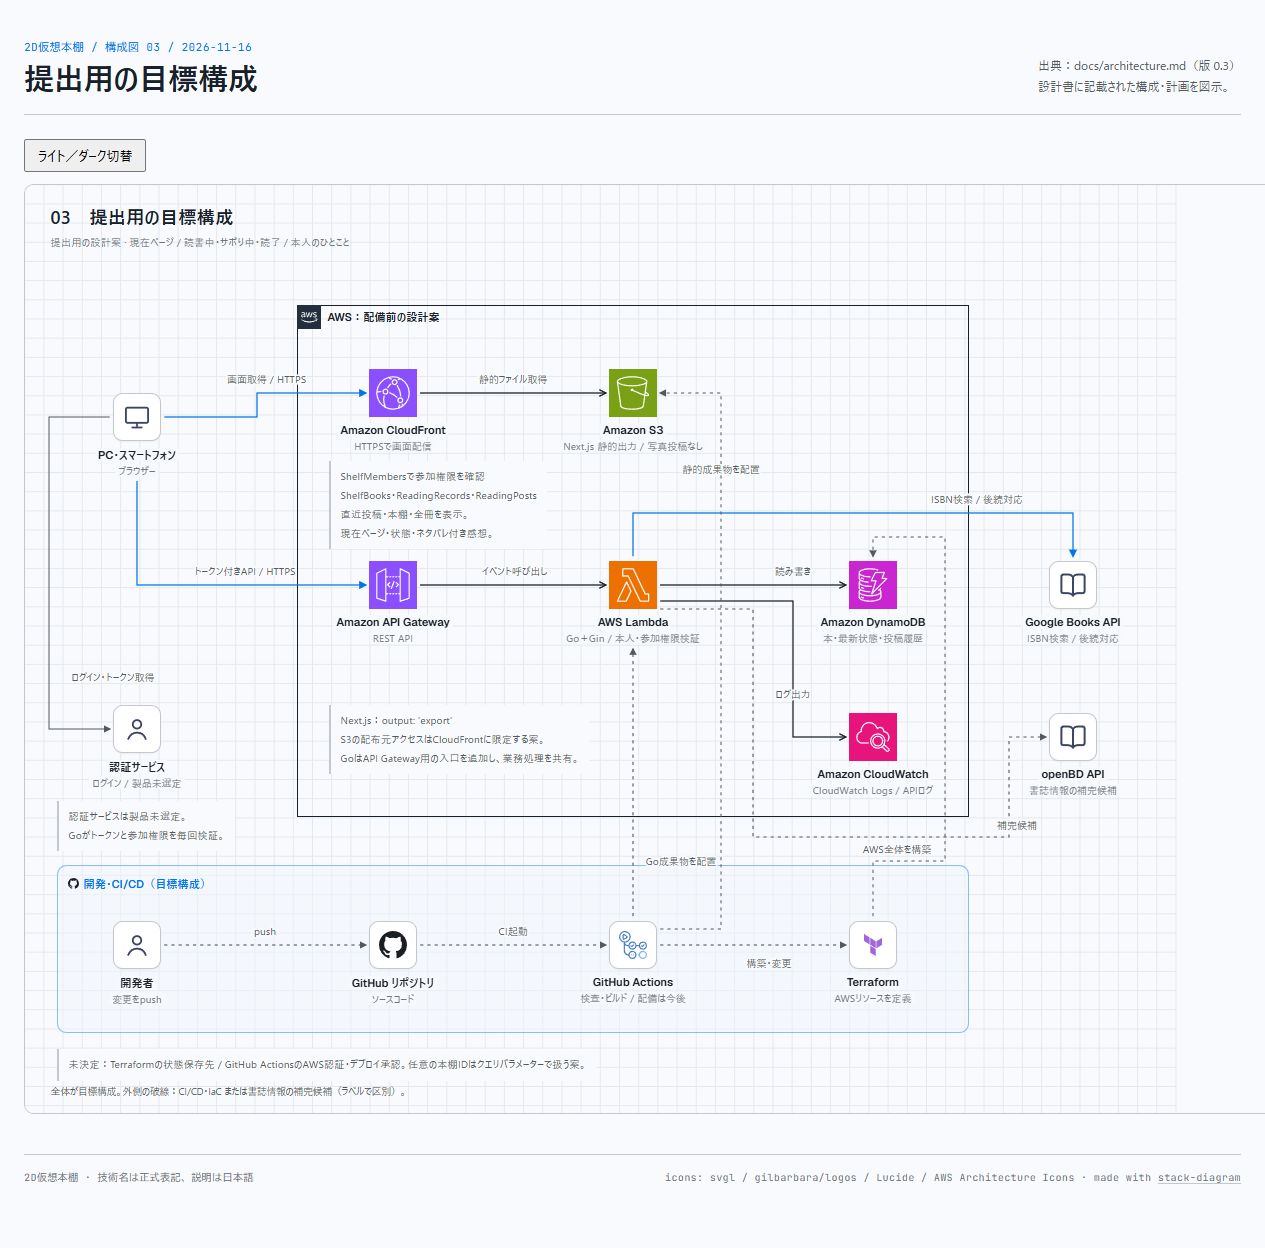 2D仮想本棚 / 構成図 03 / 2026-11-16
提出用の目標構成
出典：docs/architecture.md（版 0.3）
設計書に記載された構成・計画を図示。
ライト／ダーク切替
03 提出用の目標構成
提出用の設計案 · 現在ページ / 読書中・サボり中・読了 / 本人のひとこと
aws
AWS：配備前の設計案
画面取得 / HTTPS
静的ファイル取得
PC・スマートフォン
ブラウザー
Amazon CloudFront
HTTPSで画面配信
Amazon S3
Next.js 静的出力 / 写真投稿なし
静的成果物を配置
ShelfMembersで参加権限を確認
ShelfBooks・ReadingRecords・ReadingPosts
直近投稿・本棚・全冊を表示。
現在ページ・状態・ネタバレ付き感想。
ISBN検索 / 後続対応
トークン付きAPI / HTTPS
イベント呼び出し
読み書き
Amazon API Gateway
REST API
AWS Lambda
Go＋Gin / 本人・参加権限検証
Amazon DynamoDB
本・最新状態・投稿履歴
Google Books API
ISBN検索 / 後続対応
ログイン・トークン取得
ログ出力
認証サービス
ログイン / 製品未選定
Next.js：output: 'export'
S3の配布元アクセスはCloudFrontに限定する案。
GoはAPI Gateway用の入口を追加し、業務処理を共有。
Amazon CloudWatch
CloudWatch Logs / APIログ
openBD API
書誌情報の補完候補
認証サービスは製品未選定。
Goがトークンと参加権限を毎回検証。
補完候補
AWS全体を構築
Go成果物を配置
開発・CI/CD（目標構成）
push
CI起動
構築・変更
開発者
変更をpush
GitHub リポジトリ
ソースコード
GitHub Actions
検査・ビルド / 配備は今後
Terraform
AWSリソースを定義
未決定：Terraformの状態保存先 / GitHub ActionsのAWS認証・デプロイ承認。任意の本棚IDはクエリパラメーターで扱う案。
全体が目標構成。外側の破線：CI/CD・IaC または書誌情報の補完候補（ラベルで区別）。
2D仮想本棚 · 技術名は正式表記、説明は日本語
icons: svgl / gilbarbara/logos / Lucide / AWS Architecture Icons · made with stack-diagram